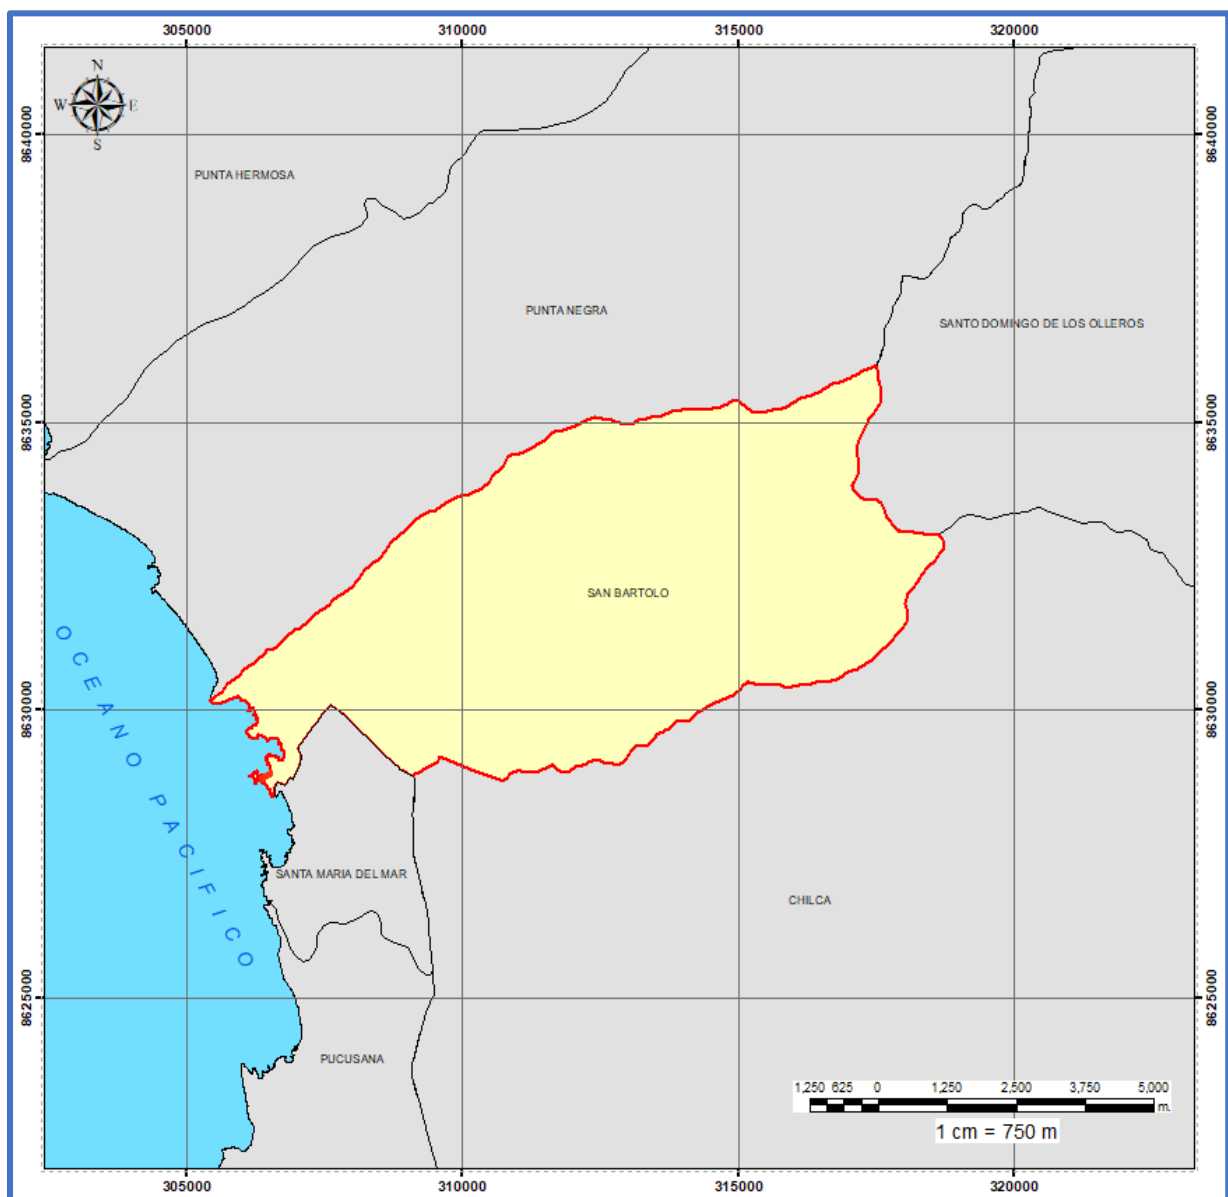 305000 310000 315000 320000
N
W E
S
8640000 8640000
PUNTA HERMOSA
PUNTA NEGRA
SANTO DOMINGO DE LOS OLLEROS
8635000 8635000
SAN BARTOLO
OCEANO PACIFICO
8630000 8630000
SANTA MARIA DEL MAR
CHILCA
8625000 8625000
PUCUSANA
1,250 625 0 1,250 2,500 3,750 5,000
m.
1 cm = 750 m
305000 310000 315000 320000